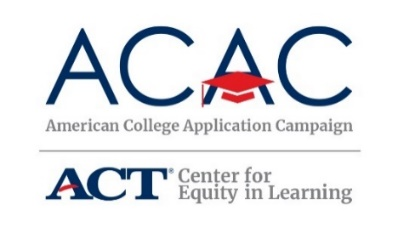 ACAC
American College Application Campaign
ACT® Center for
Equity in Learning